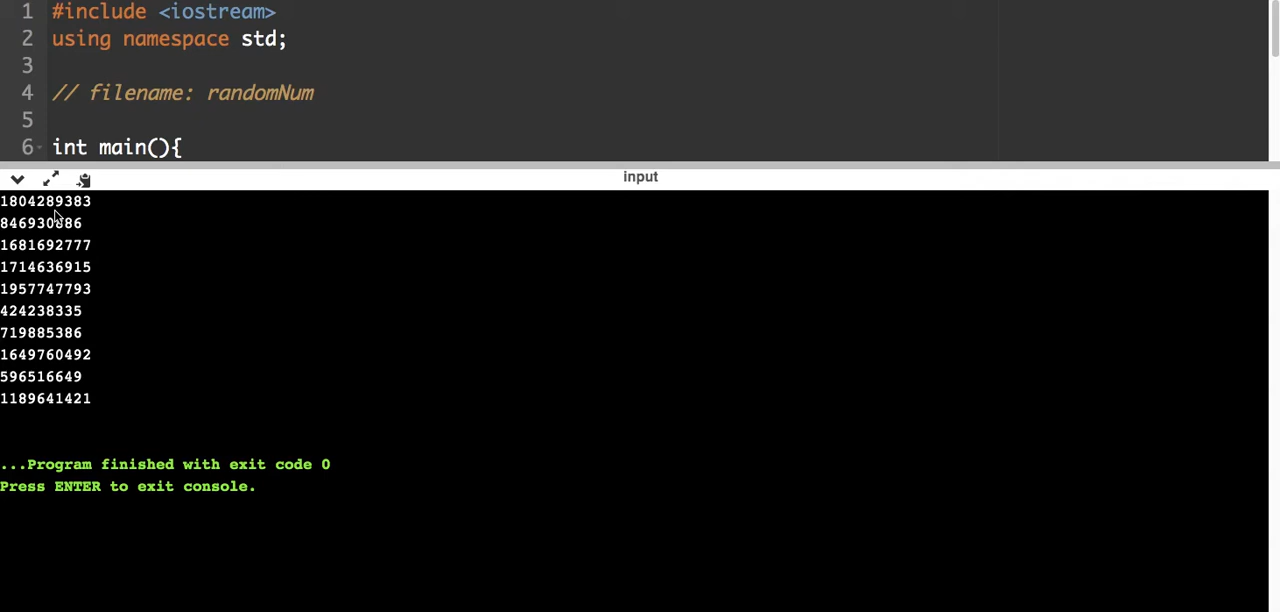 1 #include <iostream>
2 using namespace std;
3
4 // filename: randomNum
5
6 int main(){
input
1804289383
846930886
1681692777
1714636915
1957747793
424238335
719885386
1649760492
596516649
1189641421
...Program finished with exit code 0
Press ENTER to exit console.